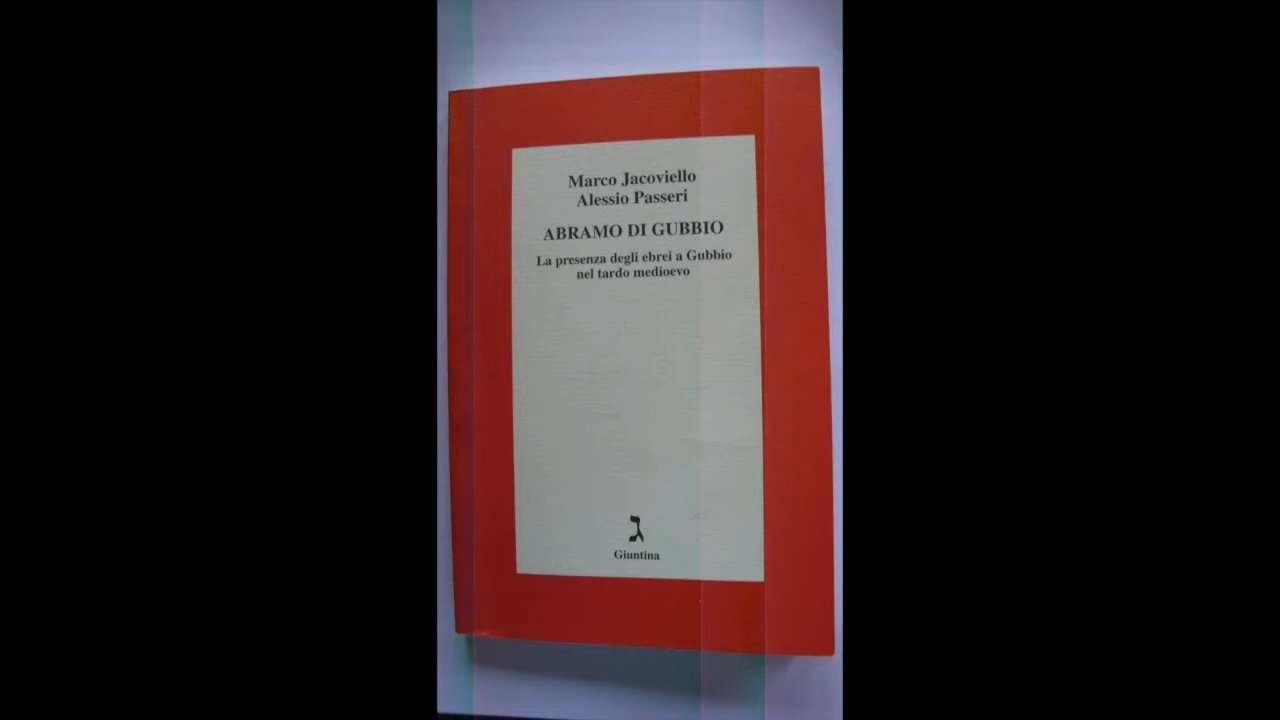 Marco Jacoviello
Alessio Passeri
ABRAMO DI GUBBIO
La presenza degli ebrei a Gubbio
nel tardo medioevo
ג
Giuntina